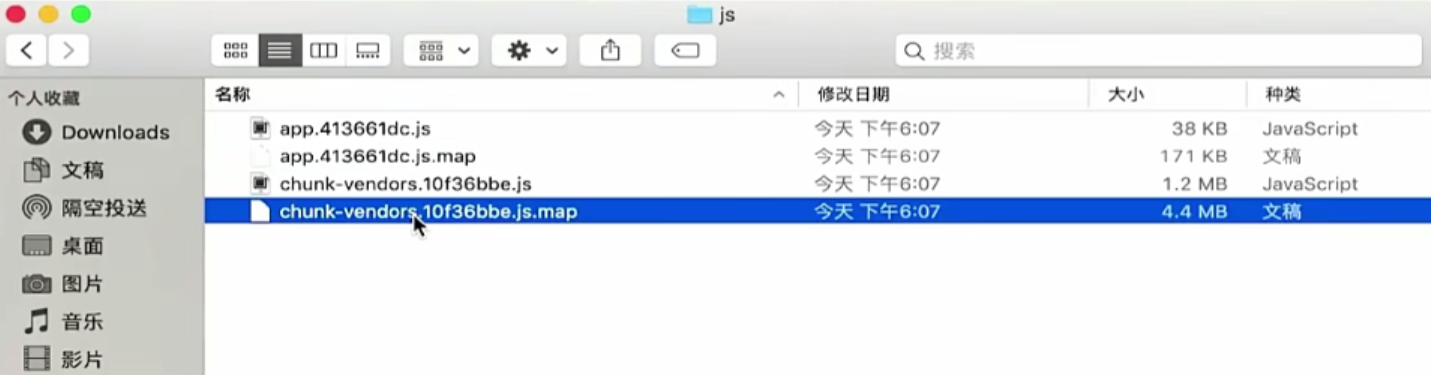 js
搜索
个人收藏
名称 修改日期 大小 种类
Downloads
app.413661dc.js 今天 下午6:07 38 KB JavaScript
app.413661dc.js.map 今天 下午6:07 171 KB 文稿
文稿
chunk-vendors.10f36bbe.js 今天 下午6:07 1.2 MB JavaScript
隔空投送
chunk-vendors.10f36bbe.js.map 今天 下午6:07 4.4 MB 文稿
桌面
图片
音乐
影片